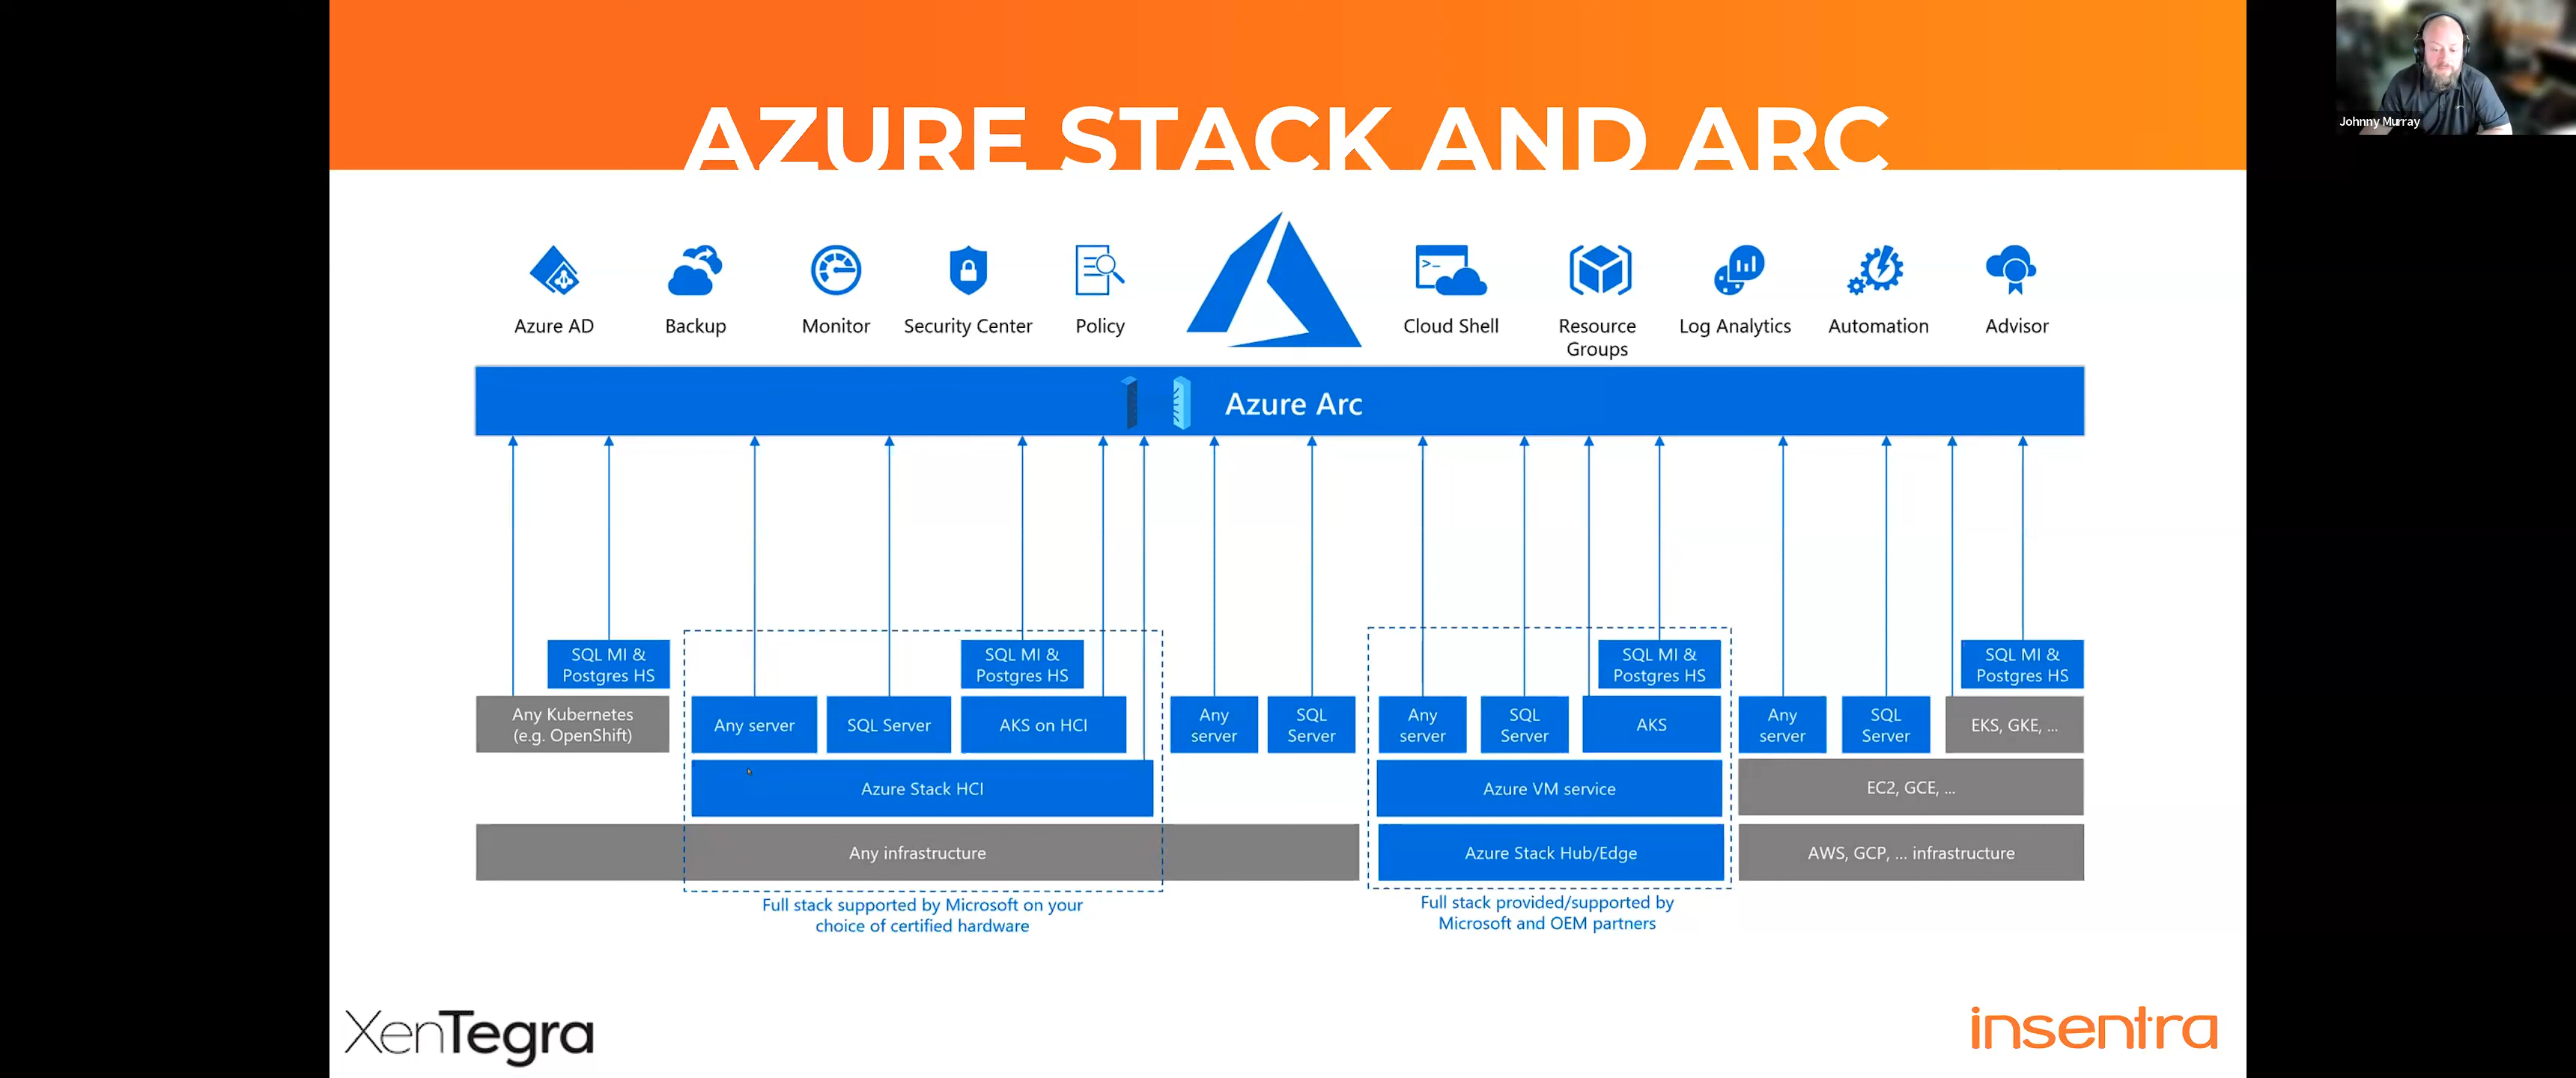 AZURE STACK AND ARC
Johnny Murray
Azure AD
Backup
Monitor
Security Center
Policy
Cloud Shell
Resource
Groups
Log Analytics
Automation
Advisor
>-
Azure Arc
SQL MI &
Postgres HS
SQL MI &
Postgres HS
SQL MI &
Postgres HS
SQL MI &
Postgres HS
Any Kubernetes
(e.g. OpenShift)
Any server
SQL Server
AKS on HCI
Any
server
SQL
Server
Any
server
SQL
Server
AKS
Any
server
SQL
Server
EKS, GKE, ...
Azure Stack HCI
Azure VM service
EC2, GCE, ...
Any infrastructure
Azure Stack Hub/Edge
AWS, GCP, ... infrastructure
Full stack supported by Microsoft on your
choice of certified hardware
Full stack provided/supported by
Microsoft and OEM partners
XenTegra
insentra